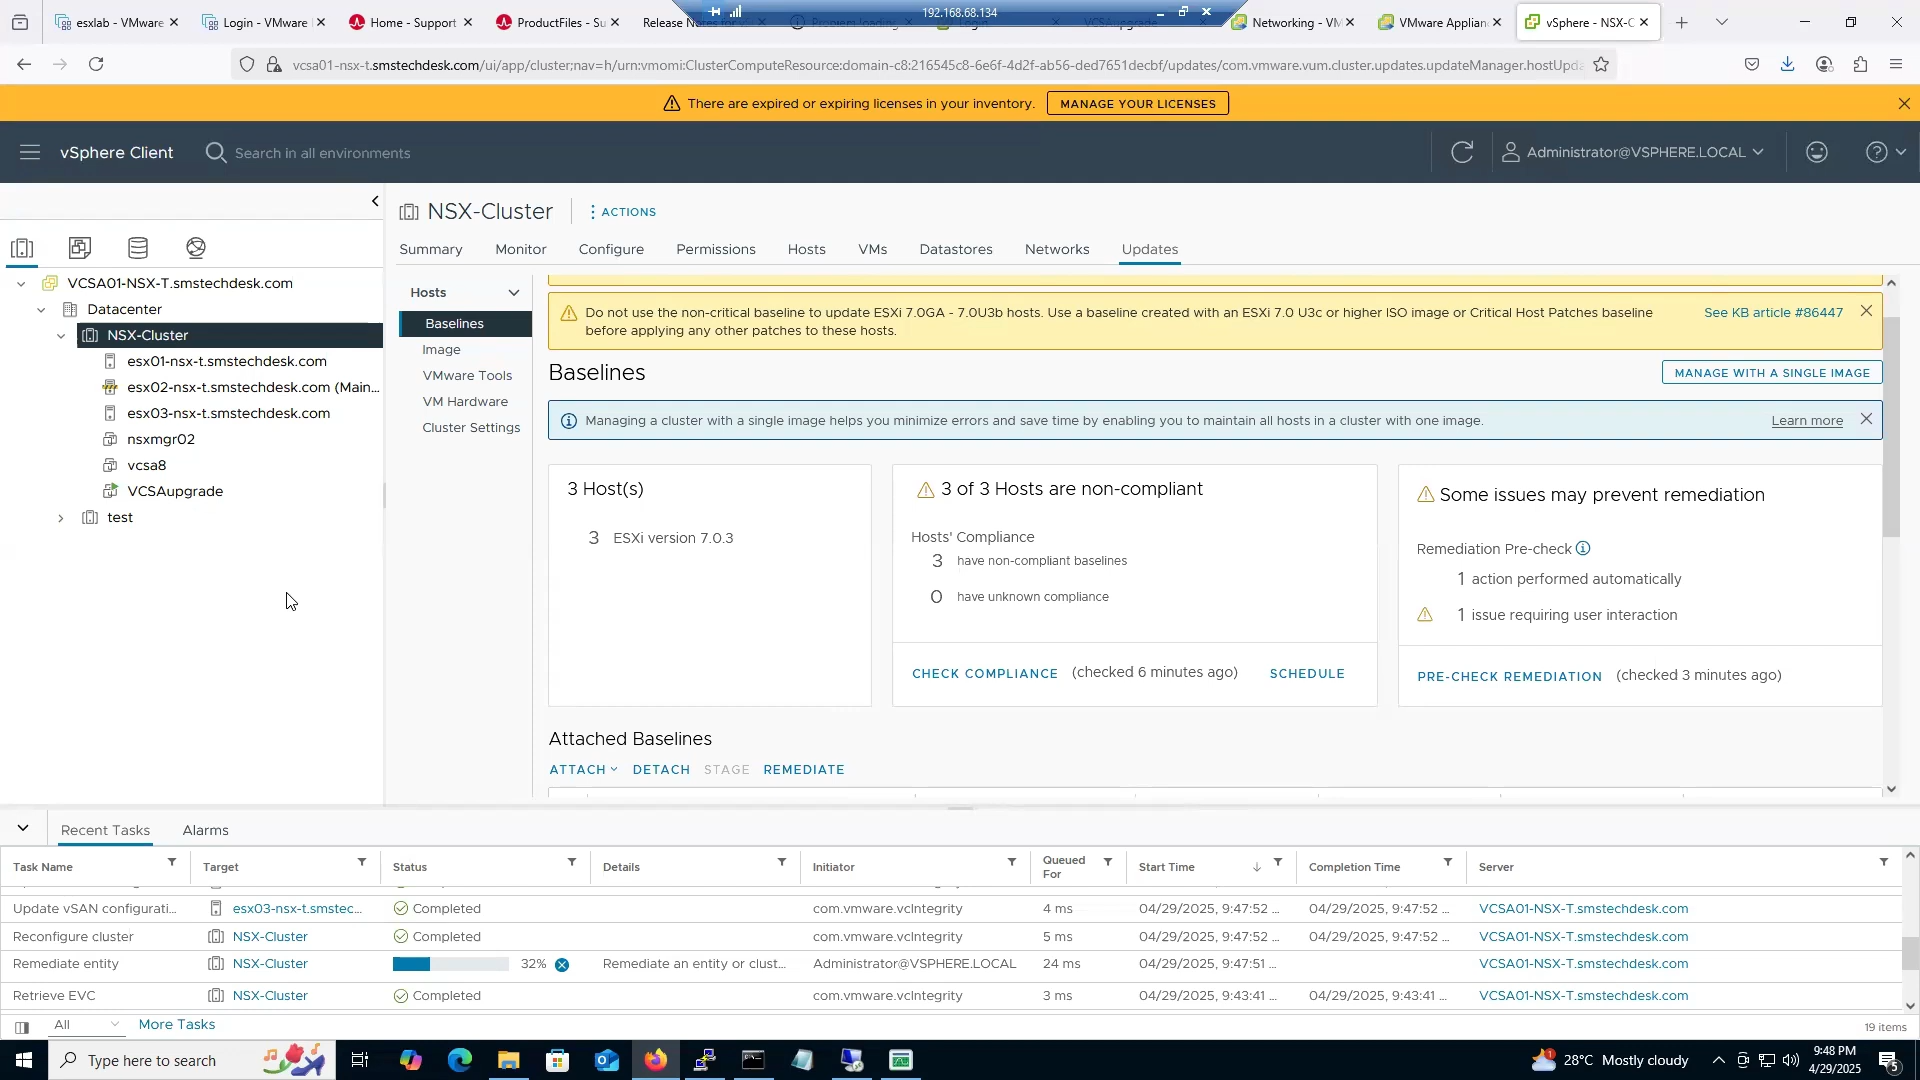 esxlab - VMware
Login - VMware
Home - Support
ProductFiles - Su
Release Notes for
Problem loading
Login
VCSAupgrade
192.168.68.134
Networking - VM
VMware Applian
vSphere - NSX-C
vcsa01-nsx-t.smstechdesk.com/ui/app/cluster;nav=h/urn:vmomi:ClusterComputeResource:domain-c8:216545c8-6e6f-4d2f-ab56-ded7651decbf/updates/com.vmware.vum.cluster.updates.updateManager.hostUpda
There are expired or expiring licenses in your inventory. MANAGE YOUR LICENSES
vSphere Client
Search in all environments
Administrator@VSPHERE.LOCAL
NSX-Cluster
ACTIONS
Summary Monitor Configure Permissions Hosts VMs Datastores Networks Updates
VCSA01-NSX-T.smstechdesk.com
Datacenter
NSX-Cluster
esx01-nsx-t.smstechdesk.com
esx02-nsx-t.smstechdesk.com (Main...
esx03-nsx-t.smstechdesk.com
nsxmgr02
vcsa8
VCSAupgrade
test
Hosts
Baselines
Image
VMware Tools
VM Hardware
Cluster Settings
Do not use the non-critical baseline to update ESXi 7.0GA - 7.0U3b hosts. Use a baseline created with an ESXi 7.0 U3c or higher ISO image or Critical Host Patches baseline
before applying any other patches to these hosts.
See KB article #86447
Baselines
MANAGE WITH A SINGLE IMAGE
Managing a cluster with a single image helps you minimize errors and save time by enabling you to maintain all hosts in a cluster with one image.
Learn more
3 Host(s)
3 ESXi version 7.0.3
3 of 3 Hosts are non-compliant
Hosts' Compliance
3 have non-compliant baselines
0 have unknown compliance
CHECK COMPLIANCE (checked 6 minutes ago) SCHEDULE
Some issues may prevent remediation
Remediation Pre-check
1 action performed automatically
1 issue requiring user interaction
PRE-CHECK REMEDIATION (checked 3 minutes ago)
Attached Baselines
ATTACH DETACH STAGE REMEDIATE
Recent Tasks Alarms
Task Name Target Status Details Initiator Queued For Start Time Completion Time Server
Update vSAN configurati... esx03-nsx-t.smstec... Completed com.vmware.vcIntegrity 4 ms 04/29/2025, 9:47:52 ... 04/29/2025, 9:47:52 ... VCSA01-NSX-T.smstechdesk.com
Reconfigure cluster NSX-Cluster Completed com.vmware.vcIntegrity 5 ms 04/29/2025, 9:47:52 ... 04/29/2025, 9:47:52 ... VCSA01-NSX-T.smstechdesk.com
Remediate entity NSX-Cluster 32% Remediate an entity or clust... Administrator@VSPHERE.LOCAL 24 ms 04/29/2025, 9:47:51 ... VCSA01-NSX-T.smstechdesk.com
Retrieve EVC NSX-Cluster Completed com.vmware.vcIntegrity 3 ms 04/29/2025, 9:43:41 ... 04/29/2025, 9:43:41 ... VCSA01-NSX-T.smstechdesk.com
All More Tasks
19 items
Type here to search
28°C Mostly cloudy
9:48 PM
4/29/2025
5